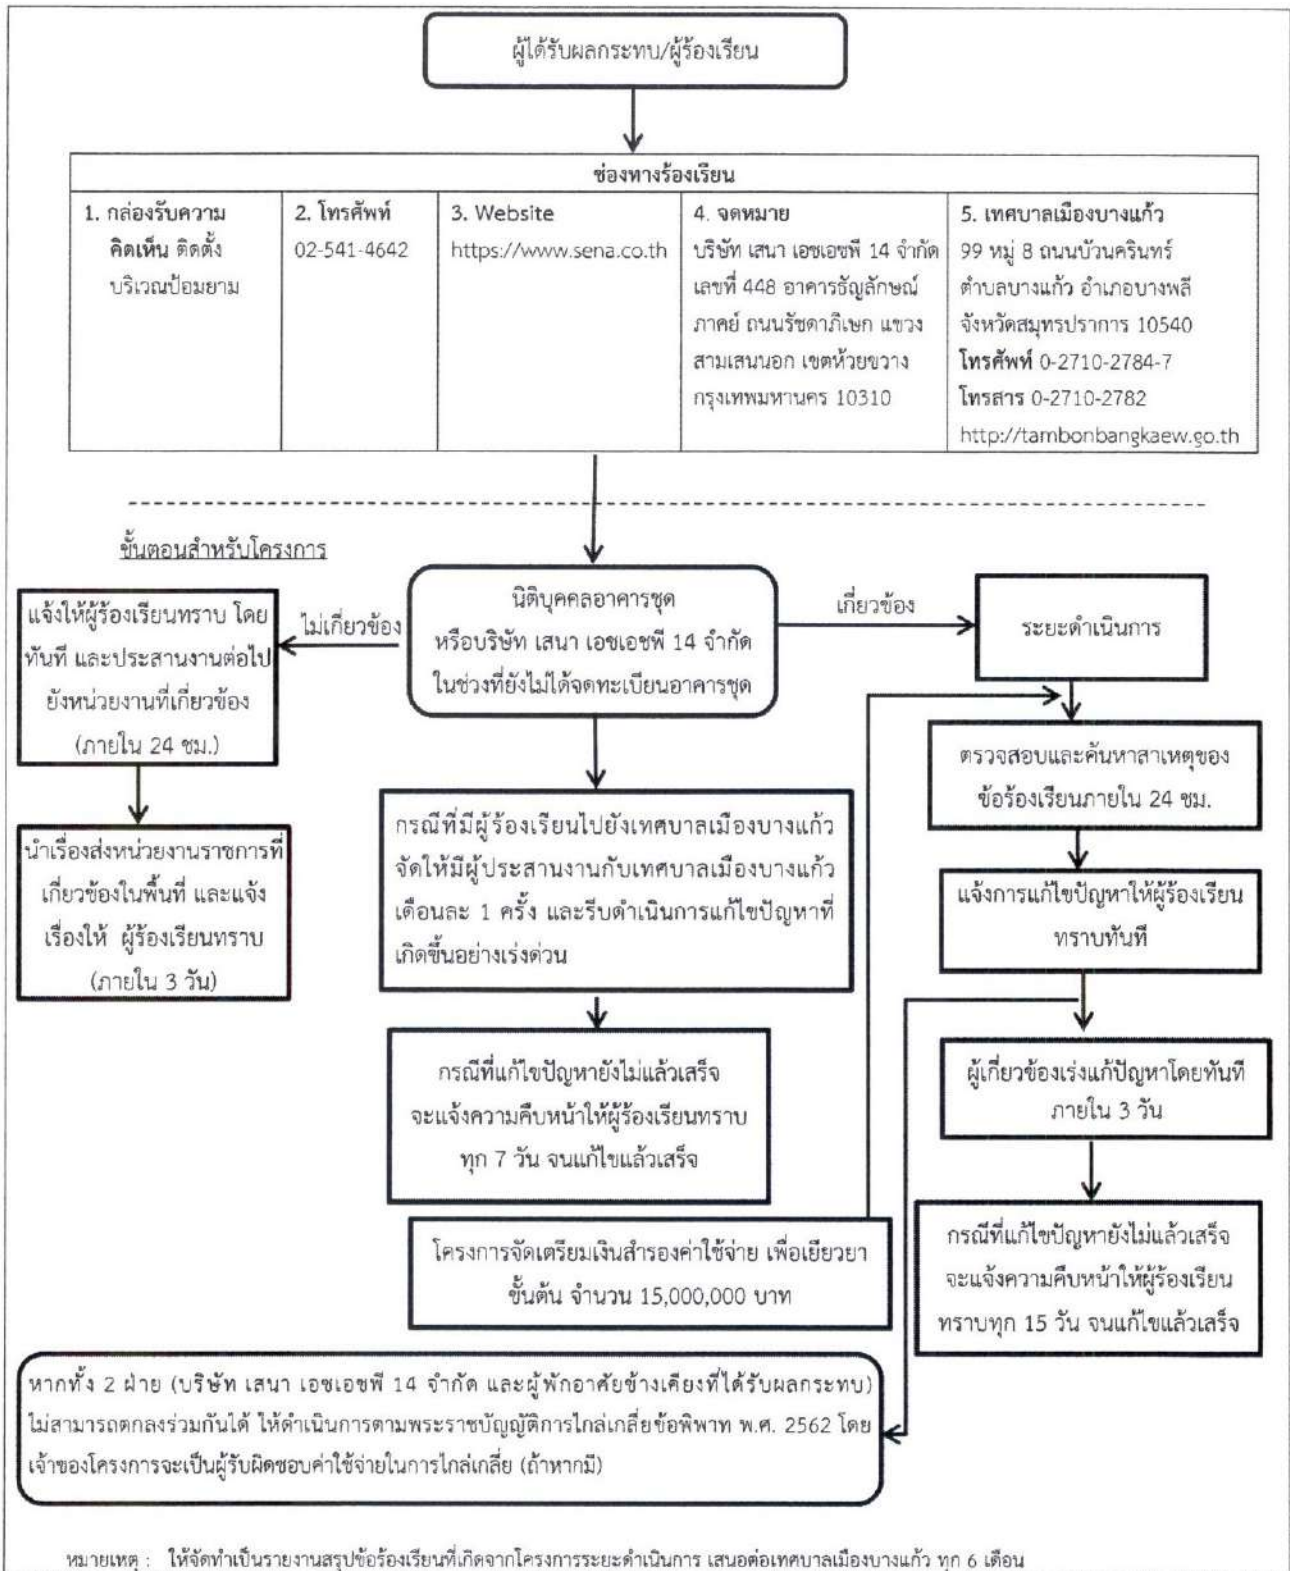 ผู้ได้รับผลกระทบ/ผู้ร้องเรียน
ช่องทางร้องเรียน
1. กล่องรับความ
คิดเห็น ติดตั้ง
บริเวณป้อมยาม
2. โทรศัพท์
02-541-4642
3. Website
https://www.sena.co.th
4. จดหมาย
บริษัท เสนา เอชเอชพี 14 จำกัด
เลขที่ 448 อาคารธัญลักษณ์
ภาคย์ ถนนรัชดาภิเษก แขวง
สามเสนนอก เขตห้วยขวาง
กรุงเทพมหานคร 10310
5. เทศบาลเมืองบางแก้ว
99 หมู่ 8 ถนนบัวนครินทร์
ตำบลบางแก้ว อำเภอบางพลี
จังหวัดสมุทรปราการ 10540
โทรศัพท์ 0-2710-2784-7
โทรสาร 0-2710-2782
http://tambonbangkaew.go.th
ขั้นตอนสำหรับโครงการ
แจ้งให้ผู้ร้องเรียนทราบ โดย
ทันที และประสานงานต่อไป
ยังหน่วยงานที่เกี่ยวข้อง
(ภายใน 24 ชม.)
ไม่เกี่ยวข้อง
นิติบุคคลอาคารชุด
หรือบริษัท เสนา เอชเอชพี 14 จำกัด
ในช่วงที่ยังไม่ได้จดทะเบียนอาคารชุด
เกี่ยวข้อง
ระยะดำเนินการ
นำเรื่องส่งหน่วยงานราชการที่
เกี่ยวข้องในพื้นที่ และแจ้ง
เรื่องให้ ผู้ร้องเรียนทราบ
(ภายใน 3 วัน)
กรณีที่มีผู้ร้องเรียนไปยังเทศบาลเมืองบางแก้ว
จัดให้มีผู้ประสานงานกับเทศบาลเมืองบางแก้ว
เดือนละ 1 ครั้ง และรีบดำเนินการแก้ไขปัญหาที่
เกิดขึ้นอย่างเร่งด่วน
ตรวจสอบและค้นหาสาเหตุของ
ข้อร้องเรียนภายใน 24 ชม.
แจ้งการแก้ไขปัญหาให้ผู้ร้องเรียน
ทราบทันที
กรณีที่แก้ไขปัญหายังไม่แล้วเสร็จ
จะแจ้งความคืบหน้าให้ผู้ร้องเรียนทราบ
ทุก 7 วัน จนแก้ไขแล้วเสร็จ
ผู้เกี่ยวข้องเร่งแก้ปัญหาโดยทันที
ภายใน 3 วัน
โครงการจัดเตรียมเงินสำรองค่าใช้จ่าย เพื่อเยียวยา
ขั้นต้น จำนวน 15,000,000 บาท
กรณีที่แก้ไขปัญหายังไม่แล้วเสร็จ
จะแจ้งความคืบหน้าให้ผู้ร้องเรียน
ทราบทุก 15 วัน จนแก้ไขแล้วเสร็จ
หากทั้ง 2 ฝ่าย (บริษัท เสนา เอชเอชพี 14 จำกัด และผู้พักอาศัยข้างเคียงที่ได้รับผลกระทบ)
ไม่สามารถตกลงร่วมกันได้ ให้ดำเนินการตามพระราชบัญญัติการไกล่เกลี่ยข้อพิพาท พ.ศ. 2562 โดย
เจ้าของโครงการจะเป็นผู้รับผิดชอบค่าใช้จ่ายในการไกล่เกลี่ย (ถ้าหากมี)
หมายเหตุ : ให้จัดทำเป็นรายงานสรุปข้อร้องเรียนที่เกิดจากโครงการระยะดำเนินการ เสนอต่อเทศบาลเมืองบางแก้ว ทุก 6 เดือน